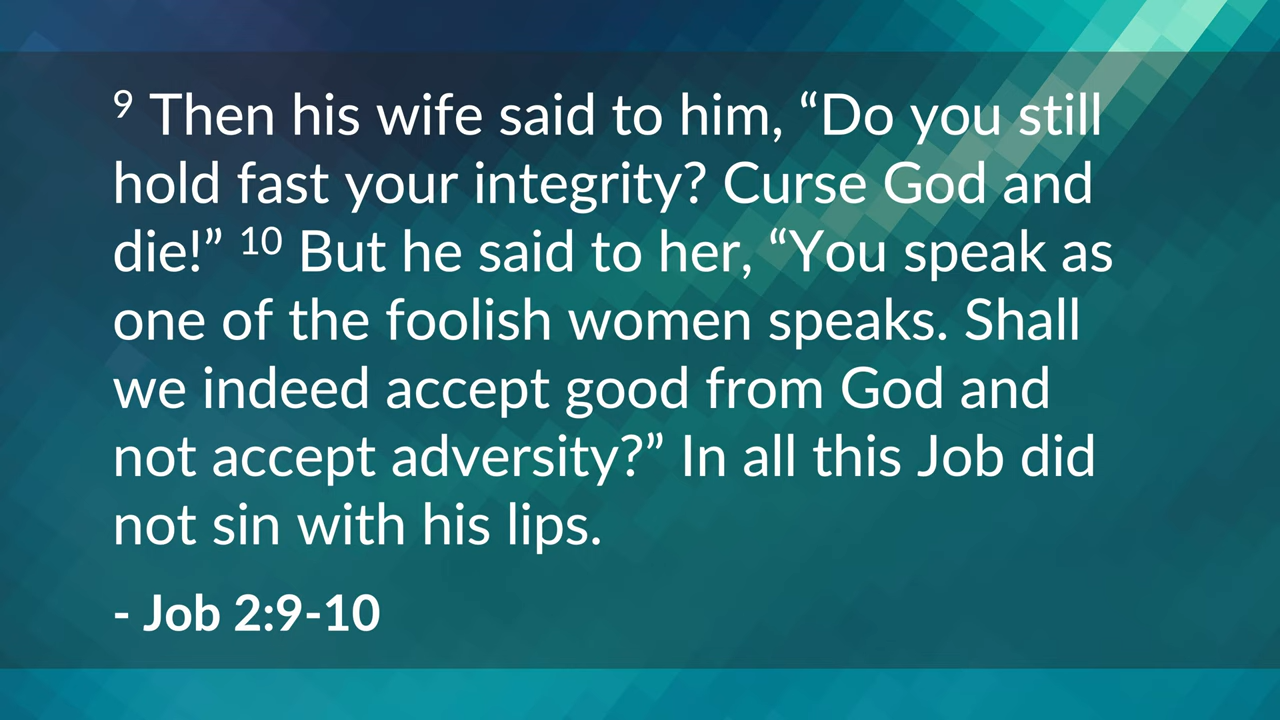 ⁹ Then his wife said to him, “Do you still
hold fast your integrity? Curse God and
die!” ¹⁰ But he said to her, “You speak as
one of the foolish women speaks. Shall
we indeed accept good from God and
not accept adversity?” In all this Job did
not sin with his lips.
- Job 2:9-10